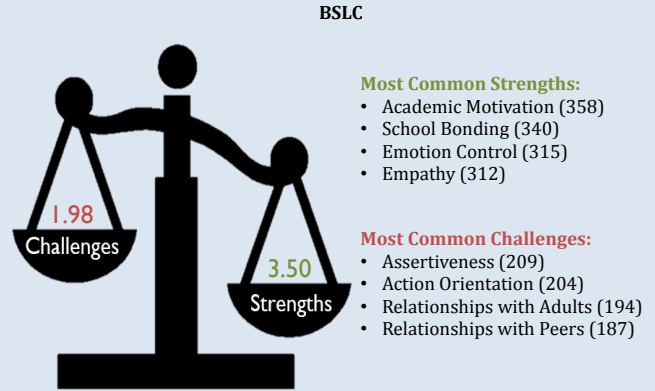 BSLC
1.98
Challenges
3.50
Strengths
Most Common Strengths:
• Academic Motivation (358)
• School Bonding (340)
• Emotion Control (315)
• Empathy (312)
Most Common Challenges:
• Assertiveness (209)
• Action Orientation (204)
• Relationships with Adults (194)
• Relationships with Peers (187)